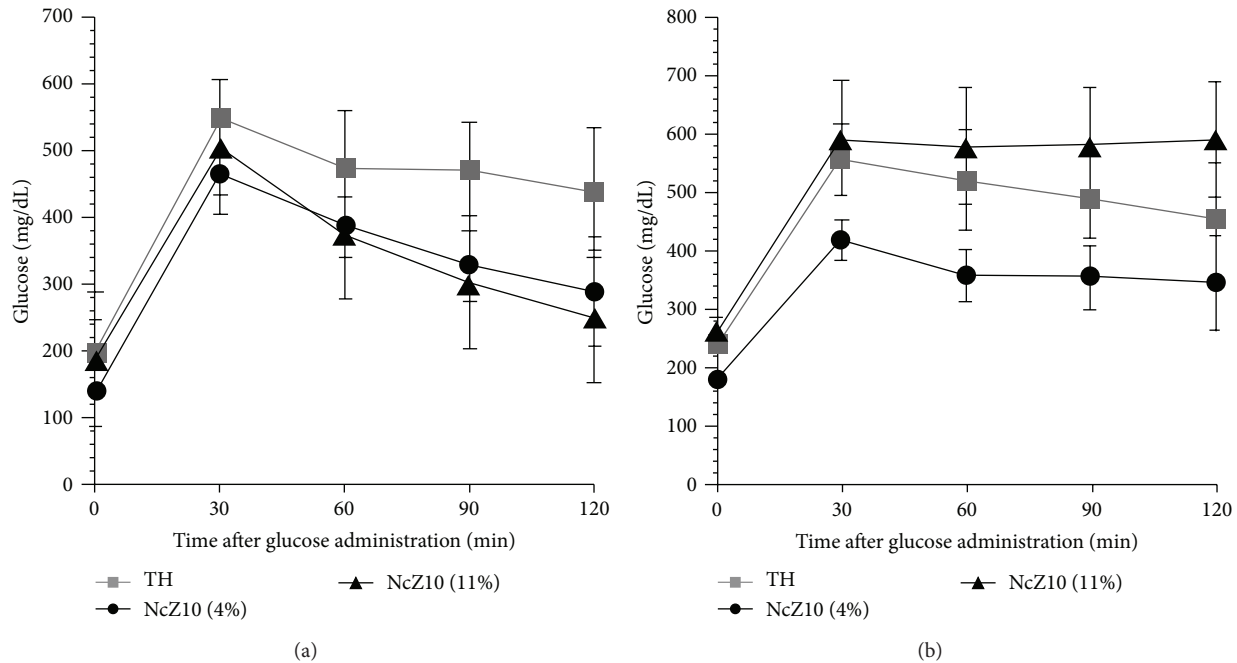 700
600
500
400
300
200
100
0
Glucose (mg/dL)
0 30 60 90 120
Time after glucose administration (min)
TH
NcZ10 (11%)
NcZ10 (4%)
(a)
800
700
600
500
400
300
200
100
0
Glucose (mg/dL)
0 30 60 90 120
Time after glucose administration (min)
TH
NcZ10 (11%)
NcZ10 (4%)
(b)